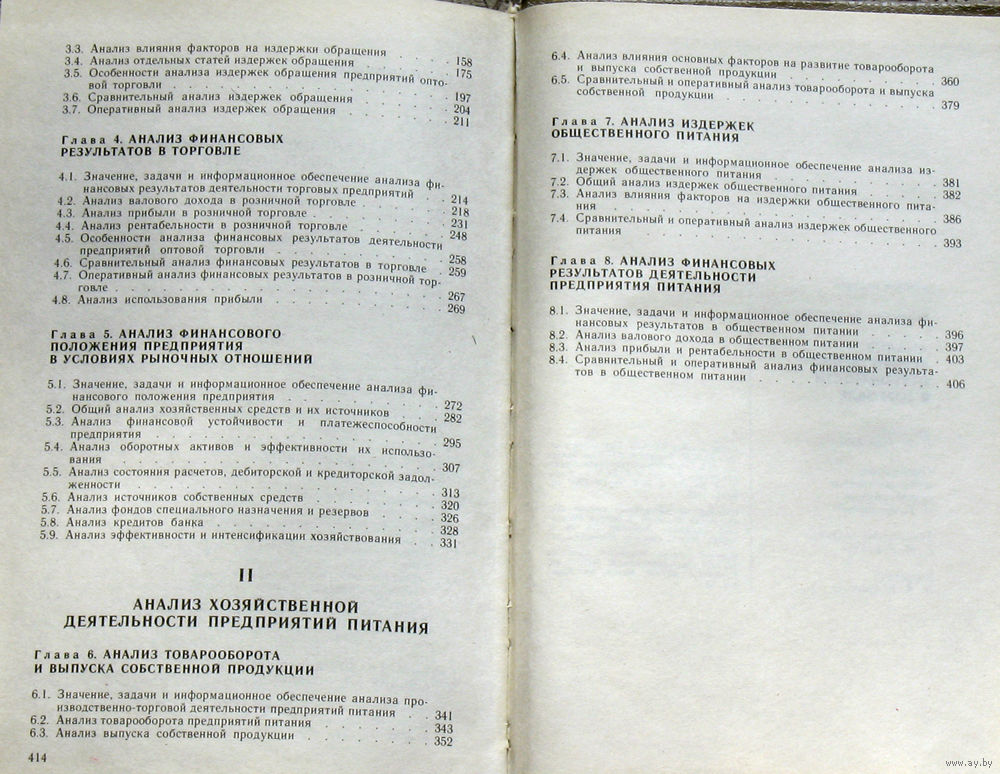 3.3. Анализ влияния факторов на издержки обращения
3.4. Анализ отдельных статей издержек обращения . . . . . 158
3.5. Особенности анализа издержек обращения предприятий опто- 175
вой торговли . . . . .
3.6. Сравнительный анализ издержек обращения . . . . . 197
3.7. Оперативный анализ издержек обращения . . . . . 204
211
Глава 4. АНАЛИЗ ФИНАНСОВЫХ
РЕЗУЛЬТАТОВ В ТОРГОВЛЕ
4.1. Значение, задачи и информационное обеспечение анализа фи-
нансовых результатов деятельности торговых предприятий
4.2. Анализ валового дохода в розничной торговле . . . . . 214
4.3. Анализ прибыли в розничной торговле . . . . . 218
4.4. Анализ рентабельности в розничной торговле . . . . . 231
4.5. Особенности анализа финансовых результатов деятельности 248
предприятий оптовой торговли . . . . .
4.6. Сравнительный анализ финансовых результатов в торговле . 258
4.7. Оперативный анализ финансовых результатов в розничной тор- 259
говле . . . . .
4.8. Анализ использования прибыли . . . . . 267
269
Глава 5. АНАЛИЗ ФИНАНСОВОГО
ПОЛОЖЕНИЯ ПРЕДПРИЯТИЯ
В УСЛОВИЯХ РЫНОЧНЫХ ОТНОШЕНИЙ
5.1. Значение, задачи и информационное обеспечение анализа фи-
нансового положения предприятия . . . . .
5.2. Общий анализ хозяйственных средств и их источников . 272
5.3. Анализ финансовой устойчивости и платежеспособности 282
предприятия . . . . .
5.4. Анализ оборотных активов и эффективности их использо- 295
вания . . . . .
5.5. Анализ состояния расчетов, дебиторской и кредиторской задол- 307
женности . . . . .
5.6. Анализ источников собственных средств . . . . . 313
5.7. Анализ фондов специального назначения и резервов . . . 320
5.8. Анализ кредитов банка . . . . . 326
328
5.9. Анализ эффективности и интенсификации хозяйствования . . 331
II
АНАЛИЗ ХОЗЯЙСТВЕННОЙ
ДЕЯТЕЛЬНОСТИ ПРЕДПРИЯТИЙ ПИТАНИЯ
Глава 6. АНАЛИЗ ТОВАРООБОРОТА
И ВЫПУСКА СОБСТВЕННОЙ ПРОДУКЦИИ
6.1. Значение, задачи и информационное обеспечение анализа про-
изводственно-торговой деятельности предприятий питания . . 341
6.2. Анализ товарооборота предприятий питания . . . . . 343
6.3. Анализ выпуска собственной продукции . . . . . 352
414
6.4. Анализ влияния основных факторов на развитие товарооборота
и выпуска собственной продукции . . . . . 360
6.5. Сравнительный и оперативный анализ товарооборота и выпуска
собственной продукции . . . . . 379
Глава 7. АНАЛИЗ ИЗДЕРЖЕК
ОБЩЕСТВЕННОГО ПИТАНИЯ
7.1. Значение, задачи и информационное обеспечение анализа из-
держек общественного питания . . . . . 381
7.2. Общий анализ издержек общественного питания . . . . . 382
7.3. Анализ влияния факторов на издержки общественного пита-
ния . . . . . 386
7.4. Сравнительный и оперативный анализ издержек общественного
питания . . . . . 393
Глава 8. АНАЛИЗ ФИНАНСОВЫХ
РЕЗУЛЬТАТОВ ДЕЯТЕЛЬНОСТИ
ПРЕДПРИЯТИЯ ПИТАНИЯ
8.1. Значение, задачи и информационное обеспечение анализа фи-
нансовых результатов в общественном питании . . . . . 396
8.2. Анализ валового дохода в общественном питании . . . . . 397
8.3. Анализ прибыли и рентабельности в общественном питании . 403
8.4. Сравнительный и оперативный анализ финансовых результа-
тов в общественном питании . . . . . 406
www.ay.by